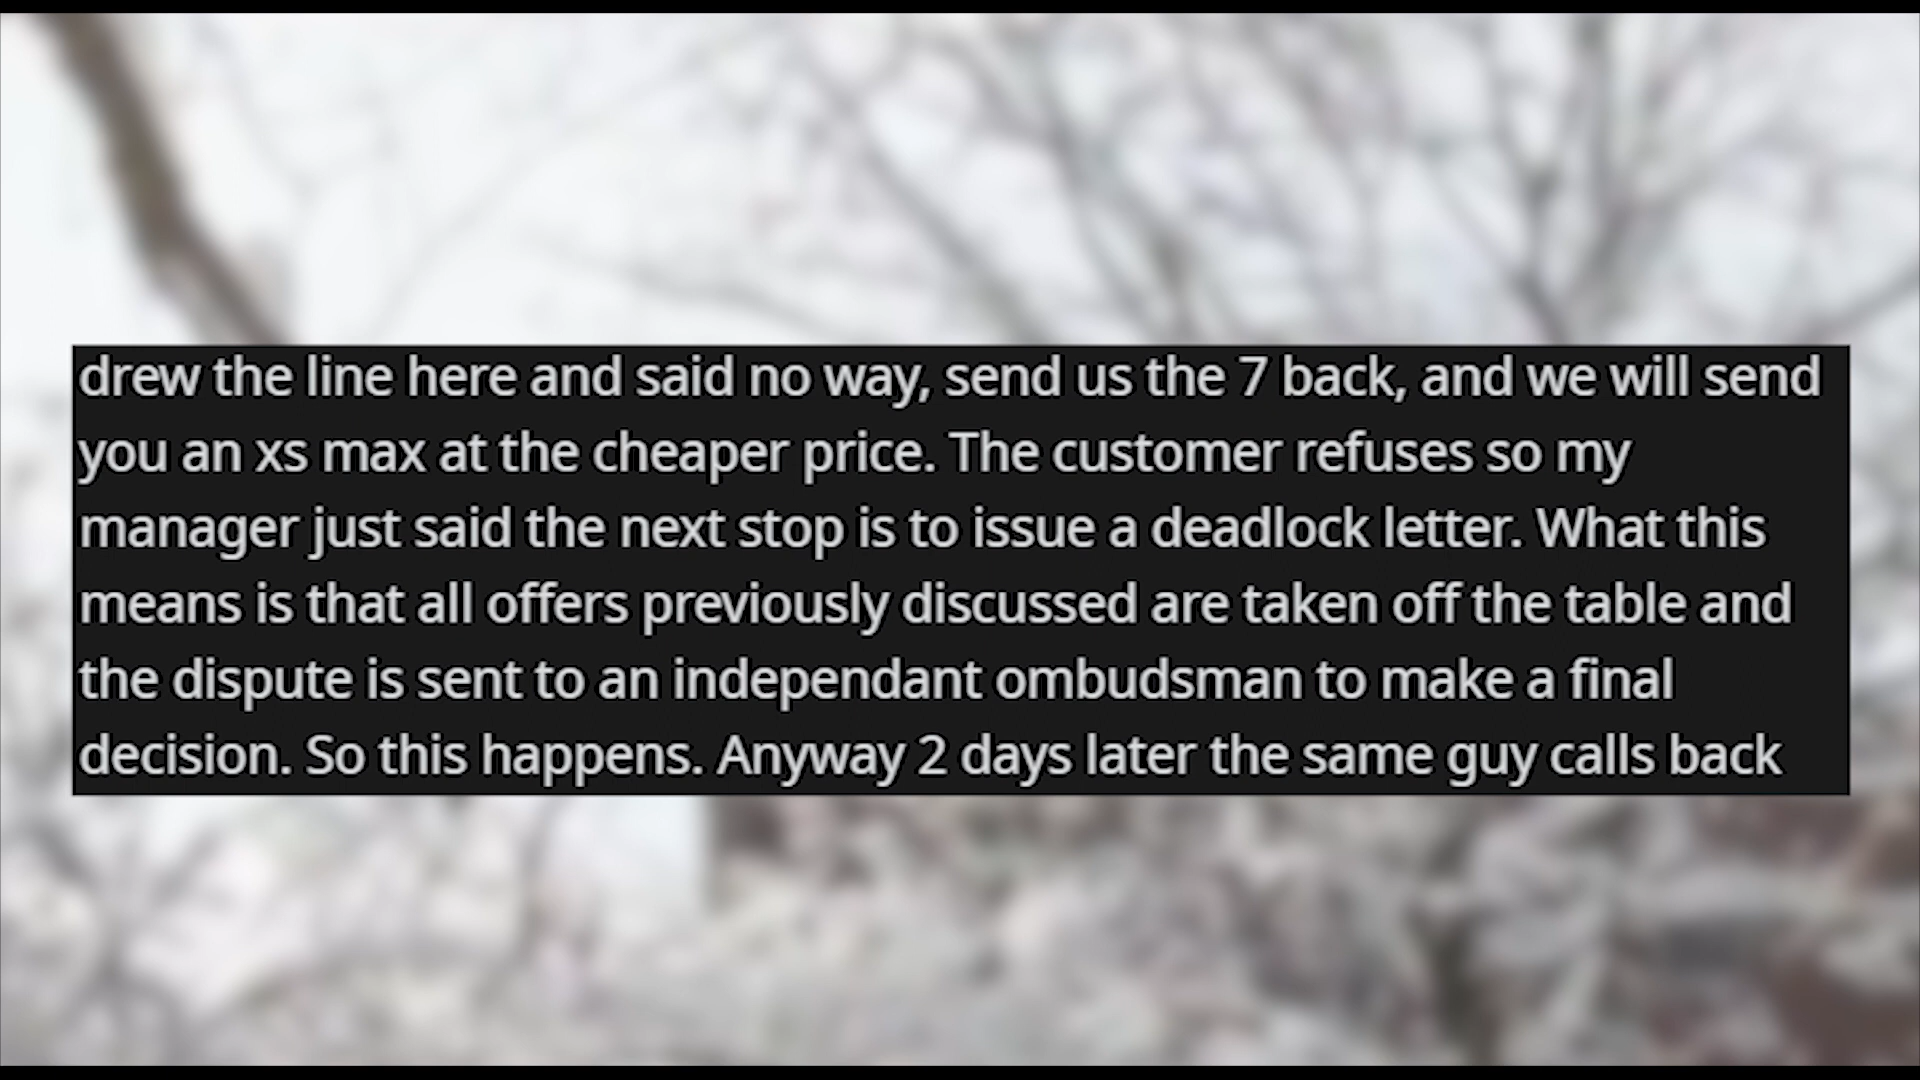 drew the line here and said no way, send us the 7 back, and we will send
you an xs max at the cheaper price. The customer refuses so my
manager just said the next stop is to issue a deadlock letter. What this
means is that all offers previously discussed are taken off the table and
the dispute is sent to an independant ombudsman to make a final
decision. So this happens. Anyway 2 days later the same guy calls back